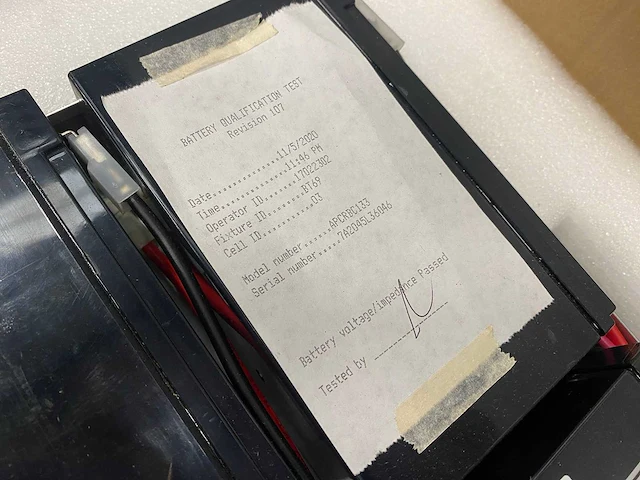 BATTERY QUALIFICATION TEST
Revision 107
Date..............11/5/2020
Time..............11:46 PM
Operator ID.......17022302
Fixture ID........BT69
Cell ID...........03
Model number......APCRBC133
Serial number.....7A2045L36046
Battery voltage/impedance Passed
Tested by